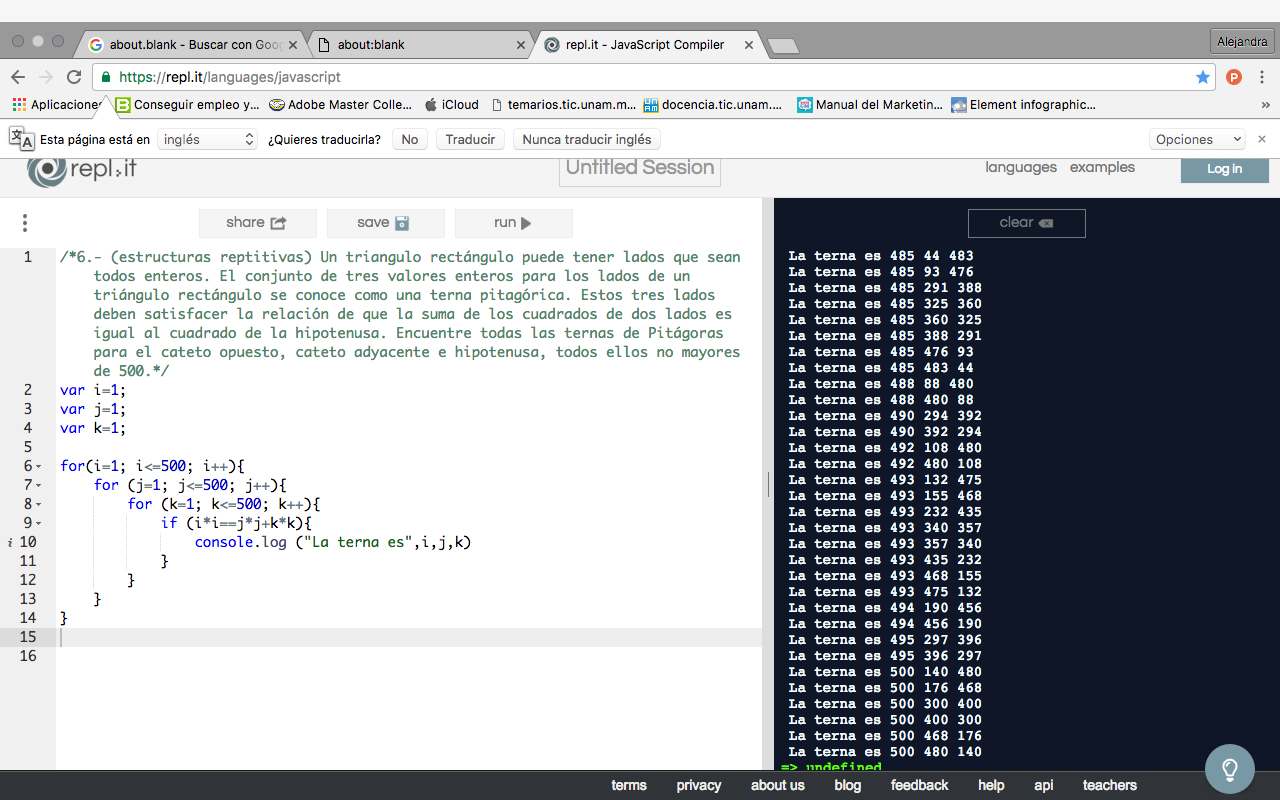 about.blank - Buscar con Goo
about:blank
repl.it - JavaScript Compiler
Alejandra
https://repl.it/languages/javascript
Aplicaciones
Conseguir empleo y...
Adobe Master Colle...
iCloud
temarios.tic.unam.m...
docencia.tic.unam....
Manual del Marketin...
Element infographic...
»
Esta página está en
inglés
¿Quieres traducirla?
No
Traducir
Nunca traducir inglés
Opciones
repl.it
Untitled Session
languages
examples
Log in
share
save
run
clear
1 /*6.- (estructuras reptitivas) Un triangulo rectángulo puede tener lados que sean
todos enteros. El conjunto de tres valores enteros para los lados de un
triángulo rectángulo se conoce como una terna pitagórica. Estos tres lados
deben satisfacer la relación de que la suma de los cuadrados de dos lados es
igual al cuadrado de la hipotenusa. Encuentre todas las ternas de Pitágoras
para el cateto opuesto, cateto adyacente e hipotenusa, todos ellos no mayores
de 500.*/
2 var i=1;
3 var j=1;
4 var k=1;
5
6 for(i=1; i<=500; i++){
7 for (j=1; j<=500; j++){
8 for (k=1; k<=500; k++){
9 if (i*i==j*j+k*k){
10 console.log ("La terna es",i,j,k)
11 }
12 }
13 }
14 }
15
16
La terna es 485 44 483
La terna es 485 93 476
La terna es 485 291 388
La terna es 485 325 360
La terna es 485 360 325
La terna es 485 388 291
La terna es 485 476 93
La terna es 485 483 44
La terna es 488 88 480
La terna es 488 480 88
La terna es 490 294 392
La terna es 490 392 294
La terna es 492 108 480
La terna es 492 480 108
La terna es 493 132 475
La terna es 493 155 468
La terna es 493 232 435
La terna es 493 340 357
La terna es 493 357 340
La terna es 493 435 232
La terna es 493 468 155
La terna es 493 475 132
La terna es 494 190 456
La terna es 494 456 190
La terna es 495 297 396
La terna es 495 396 297
La terna es 500 140 480
La terna es 500 176 468
La terna es 500 300 400
La terna es 500 400 300
La terna es 500 468 176
La terna es 500 480 140
=> undefined
terms
privacy
about us
blog
feedback
help
api
teachers